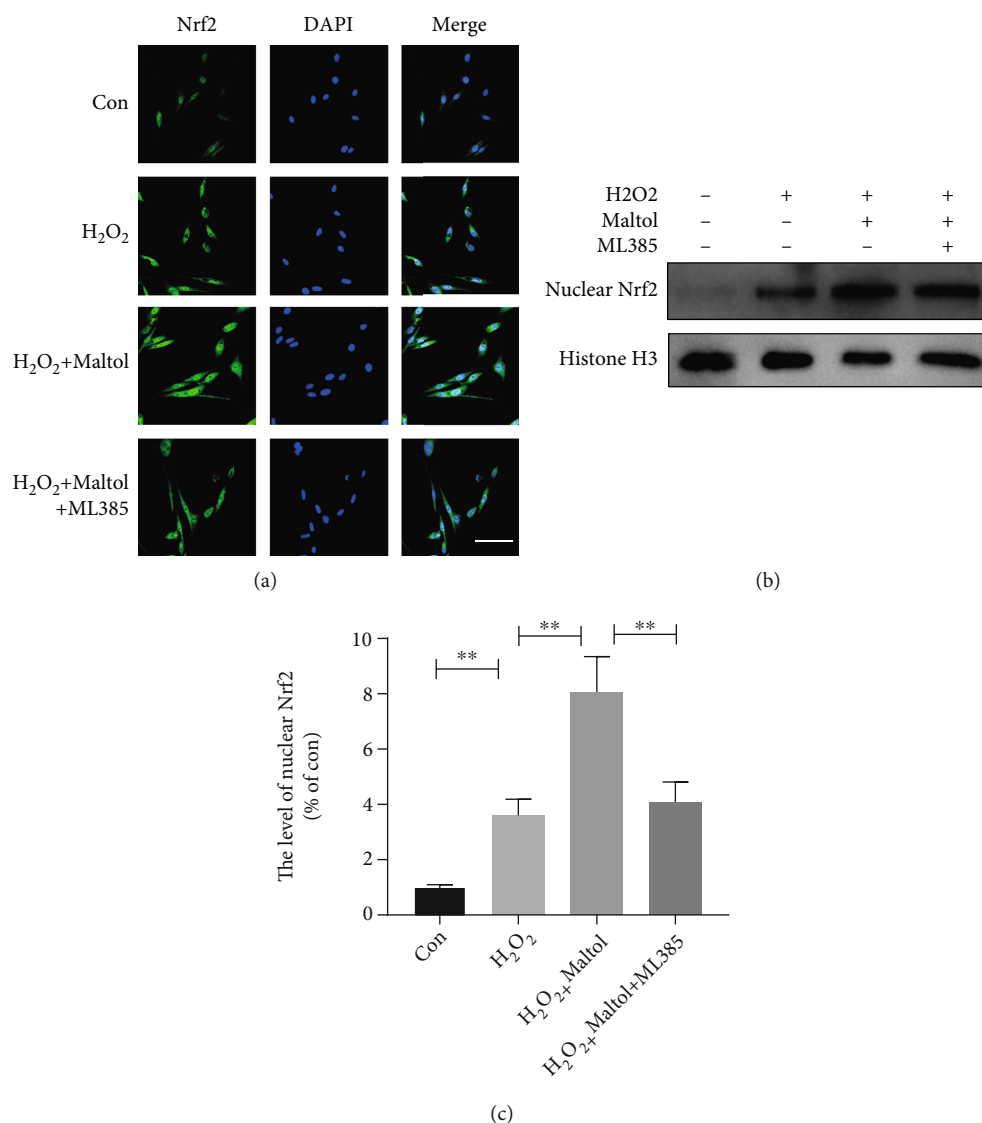 Nrf2 DAPI Merge
Con
H₂O₂
H₂O₂+Maltol
H₂O₂+Maltol
+ML385
(a)
H2O2 – + + +
Maltol – – + +
ML385 – – – +
Nuclear Nrf2
Histone H3
(b)
The level of nuclear Nrf2
(% of con)
10
8
6
4
2
0
** ** **
Con
H₂O₂
H₂O₂₊Maltol
H₂O₂₊Maltol+ML385
(c)